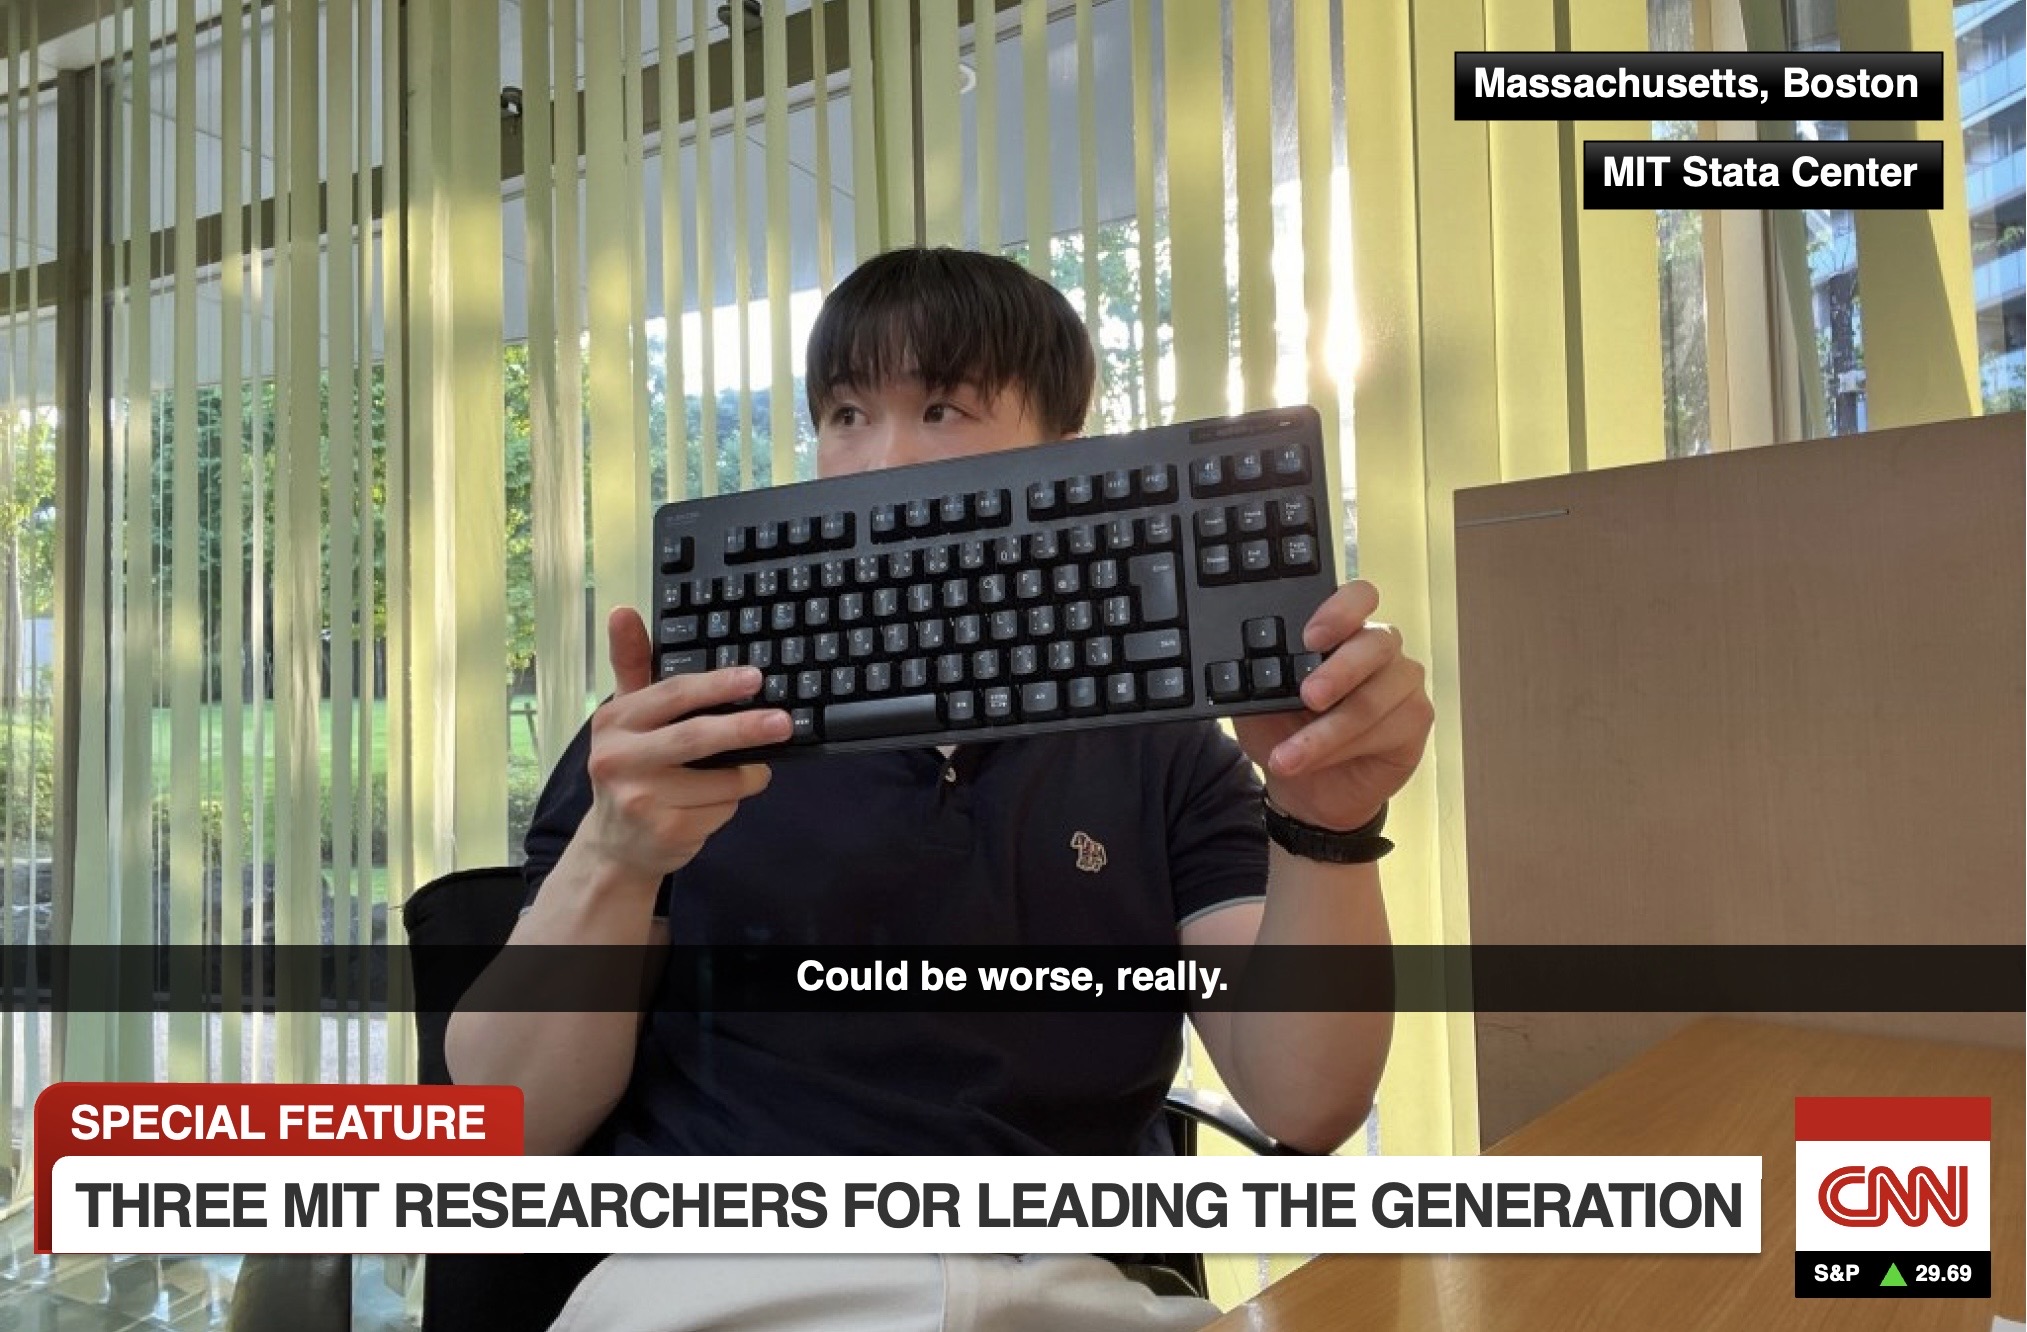 Massachusetts, Boston
MIT Stata Center
Could be worse, really.
SPECIAL FEATURE
THREE MIT RESEARCHERS FOR LEADING THE GENERATION
CNN
S&P ▲ 29.69